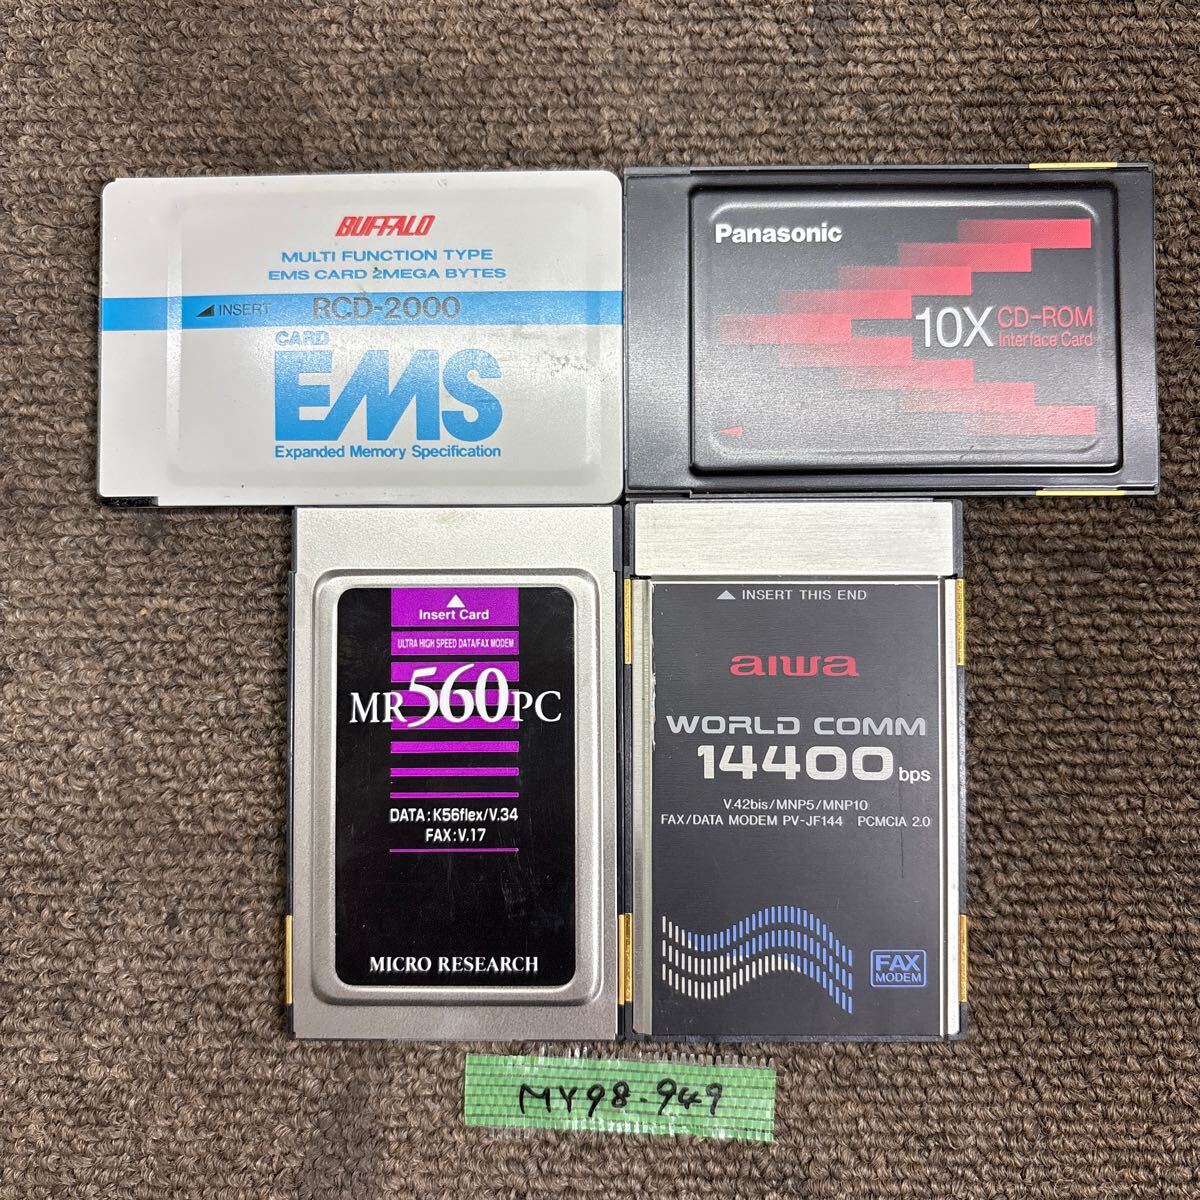 BUFFALO
MULTI FUNCTION TYPE
EMS CARD 2MEGA BYTES
INSERT RCD-2000
CARD
EMS
Expanded Memory Specification
Panasonic
10X CD-ROM
Interface Card
Insert Card
ULTRA HIGH SPEED DATA/FAX MODEM
MR560PC
DATA:K56flex/V.34
FAX:V.17
MICRO RESEARCH
INSERT THIS END
aiwa
WORLD COMM
14400bps
V.42bis/MNP5/MNP10
FAX/DATA MODEM PV-JF144 PCMCIA 2.0
FAX
MODEM
MY98-949